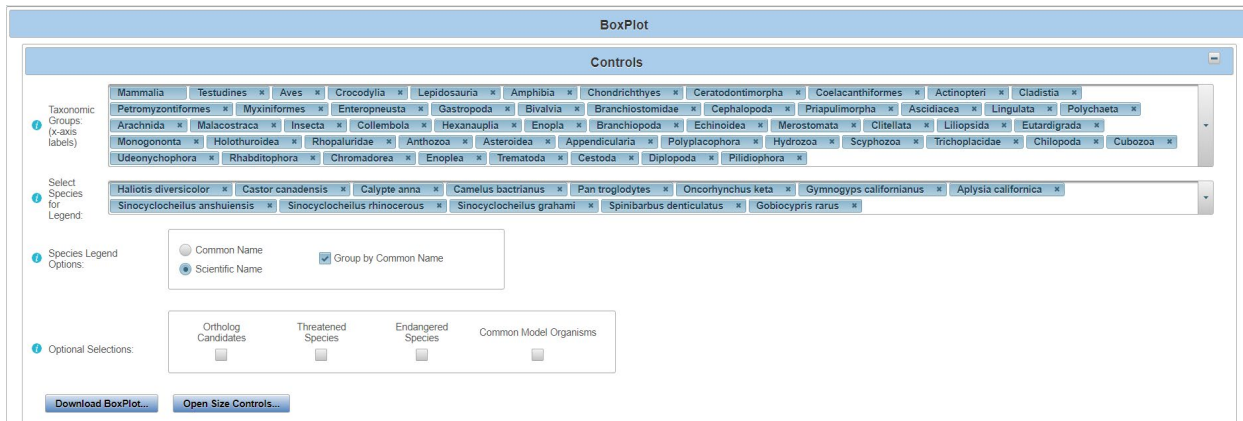 BoxPlot
Controls
Taxonomic
Groups:
(x-axis
labels)
Mammalia Testudines × Aves × Crocodylia × Lepidosauria × Amphibia × Chondrichthyes × Ceratodontimorpha × Coelacanthiformes × Actinopteri × Cladistia ×
Petromyzontiformes × Myxiniformes × Enteropneusta × Gastropoda × Bivalvia × Branchiostomidae × Cephalopoda × Priapulimorpha × Ascidiacea × Lingulata × Polychaeta ×
Arachnida × Malacostraca × Insecta × Collembola × Hexanauplia × Enopla × Branchiopoda × Echinoidea × Merostomata × Clitellata × Liliopsida × Eutardigrada ×
Monogononta × Holothuroidea × Rhopaluridae × Anthozoa × Asteroidea × Appendicularia × Polyplacophora × Hydrozoa × Scyphozoa × Trichoplacidae × Chilopoda × Cubozoa ×
Udeonychophora × Rhabditophora × Chromadorea × Enoplea × Trematoda × Cestoda × Diplopoda × Pilidiophora ×
Select
Species
for
Legend:
Haliotis diversicolor × Castor canadensis × Calypte anna × Camelus bactrianus × Pan troglodytes × Oncorhynchus keta × Gymnogyps californianus × Aplysia californica ×
Sinocyclocheilus anshuiensis × Sinocyclocheilus rhinocerous × Sinocyclocheilus grahami × Spinibarbus denticulatus × Gobiocypris rarus ×
Species Legend
Options:
Common Name
Scientific Name
Group by Common Name
Optional Selections:
Ortholog
Candidates
Threatened
Species
Endangered
Species
Common Model Organisms
Download BoxPlot... Open Size Controls...